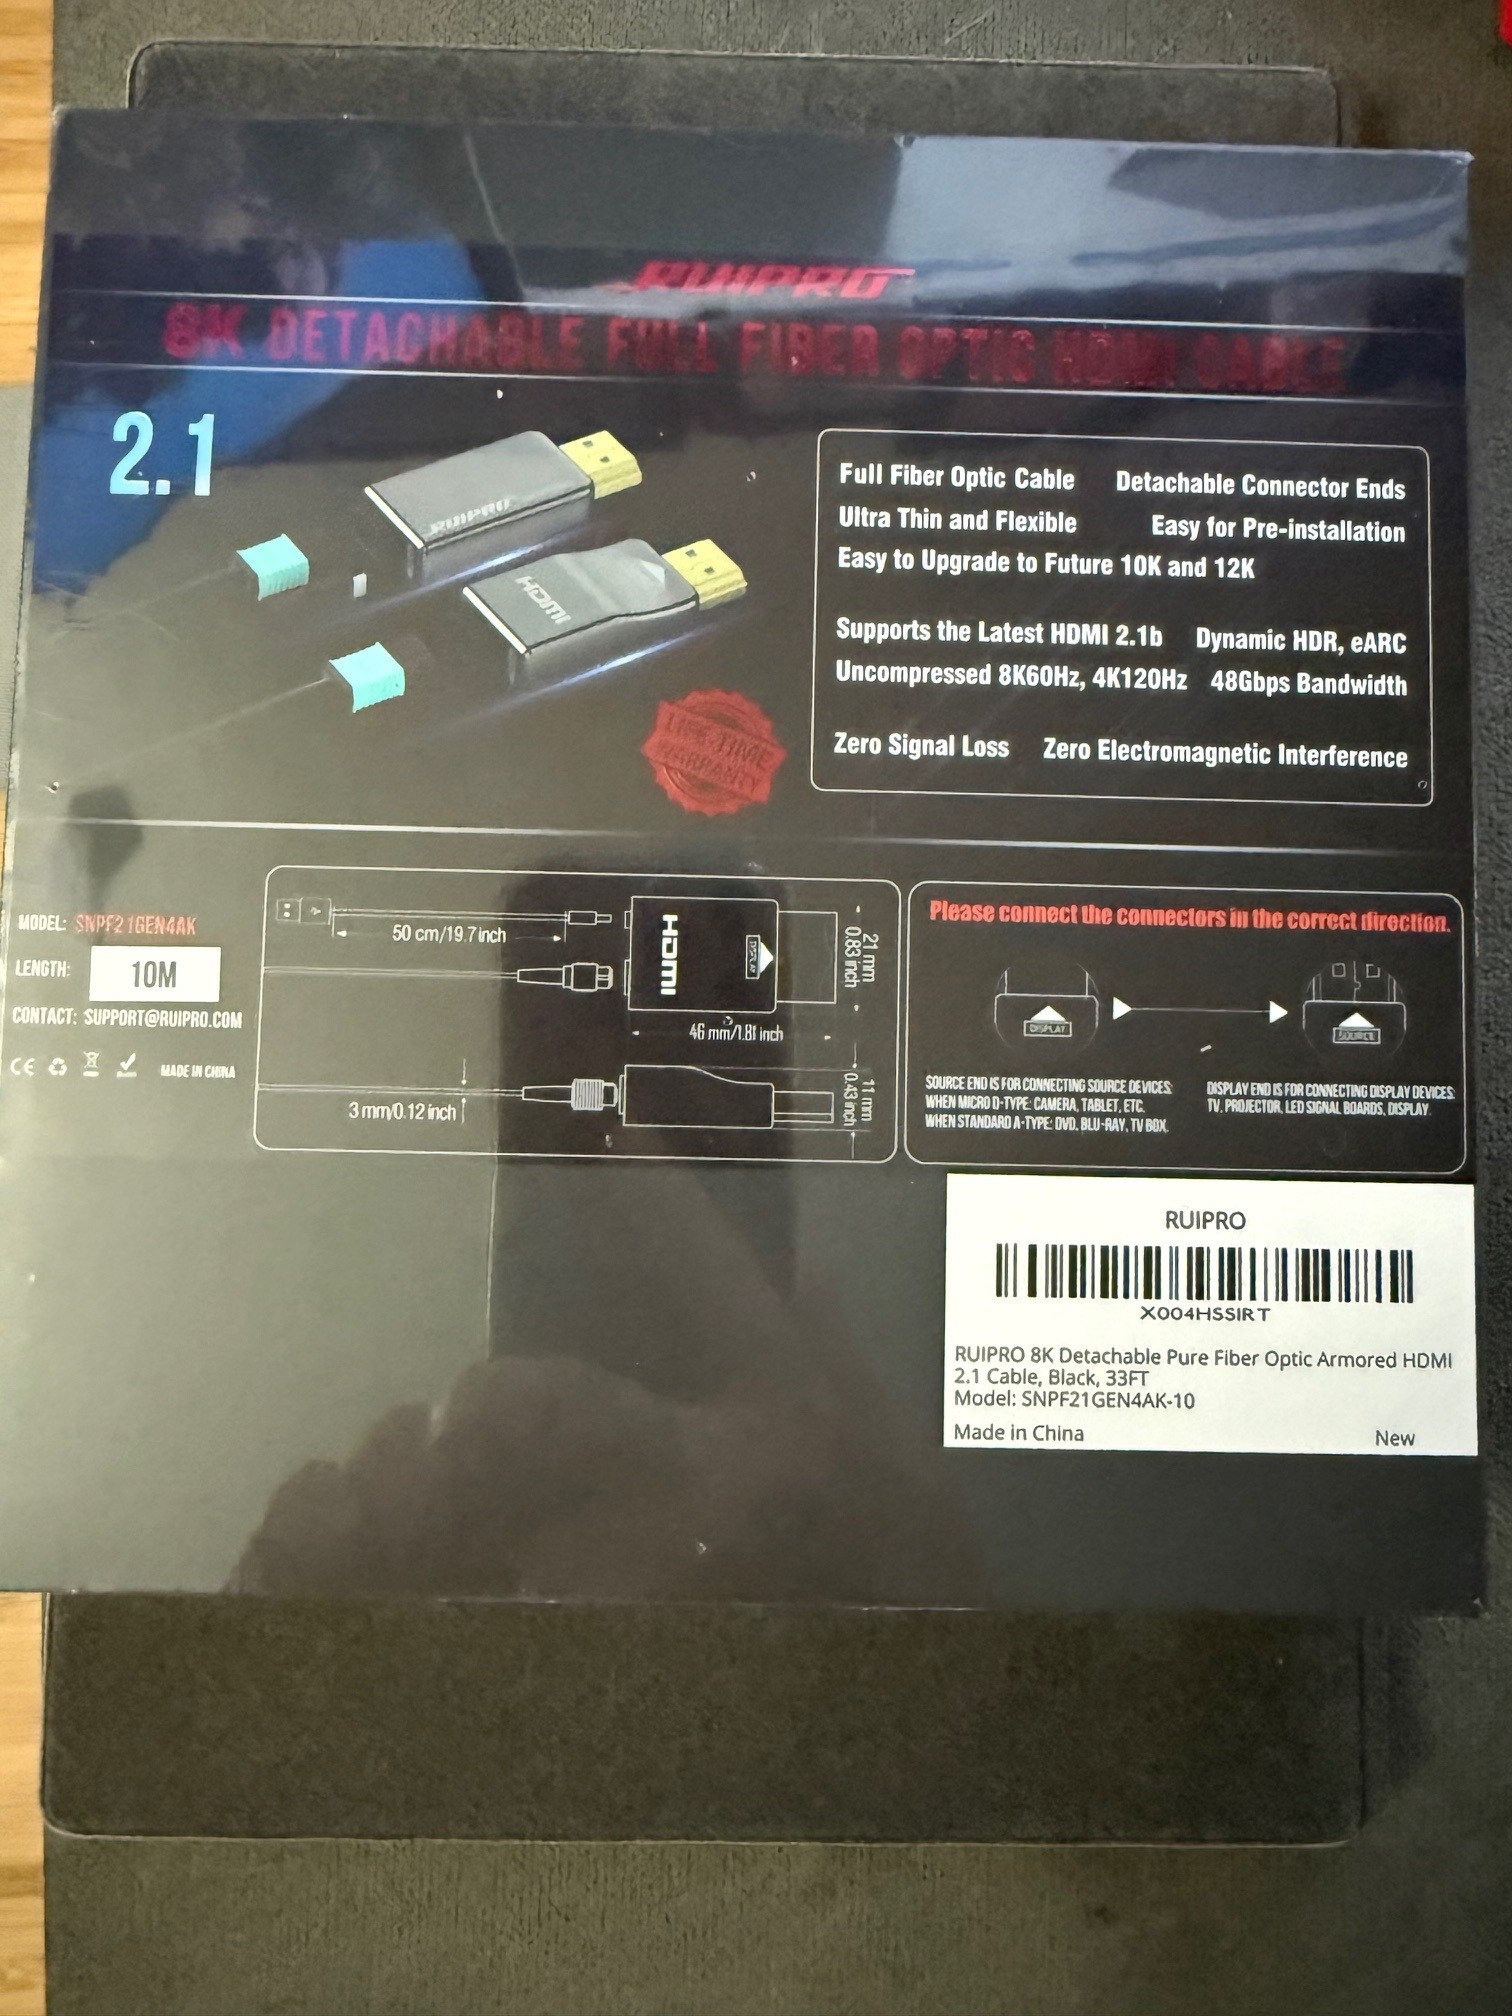 RUIPRO
8K DETACHABLE FULL FIBER OPTIC HDMI CABLE
2.1
RUIPRO
HDMI
Full Fiber Optic Cable Detachable Connector Ends
Ultra Thin and Flexible Easy for Pre-installation
Easy to Upgrade to Future 10K and 12K
Supports the Latest HDMI 2.1b Dynamic HDR, eARC
Uncompressed 8K60Hz, 4K120Hz 48Gbps Bandwidth
Zero Signal Loss Zero Electromagnetic Interference
LIFE-TIME
WARRANTY
MODEL: SNPF21GEN4AK
LENGTH: 10M
CONTACT: SUPPORT@RUIPRO.COM
CE MADE IN CHINA
50 cm/19.7 inch
HDMI
DISPLAY
21 mm
0.83 inch
46 mm/1.81 inch
3 mm/0.12 inch
11 mm
0.43 inch
Please connect the connectors in the correct direction.
DISPLAY
SOURCE
SOURCE END IS FOR CONNECTING SOURCE DEVICES:
WHEN MICRO D-TYPE: CAMERA, TABLET, ETC.
WHEN STANDARD A-TYPE: DVD, BLU-RAY, TV BOX.
DISPLAY END IS FOR CONNECTING DISPLAY DEVICES:
TV, PROJECTOR, LED SIGNAL BOARDS, DISPLAY.
RUIPRO
X004HSSIRT
RUIPRO 8K Detachable Pure Fiber Optic Armored HDMI
2.1 Cable, Black, 33FT
Model: SNPF21GEN4AK-10
Made in China New